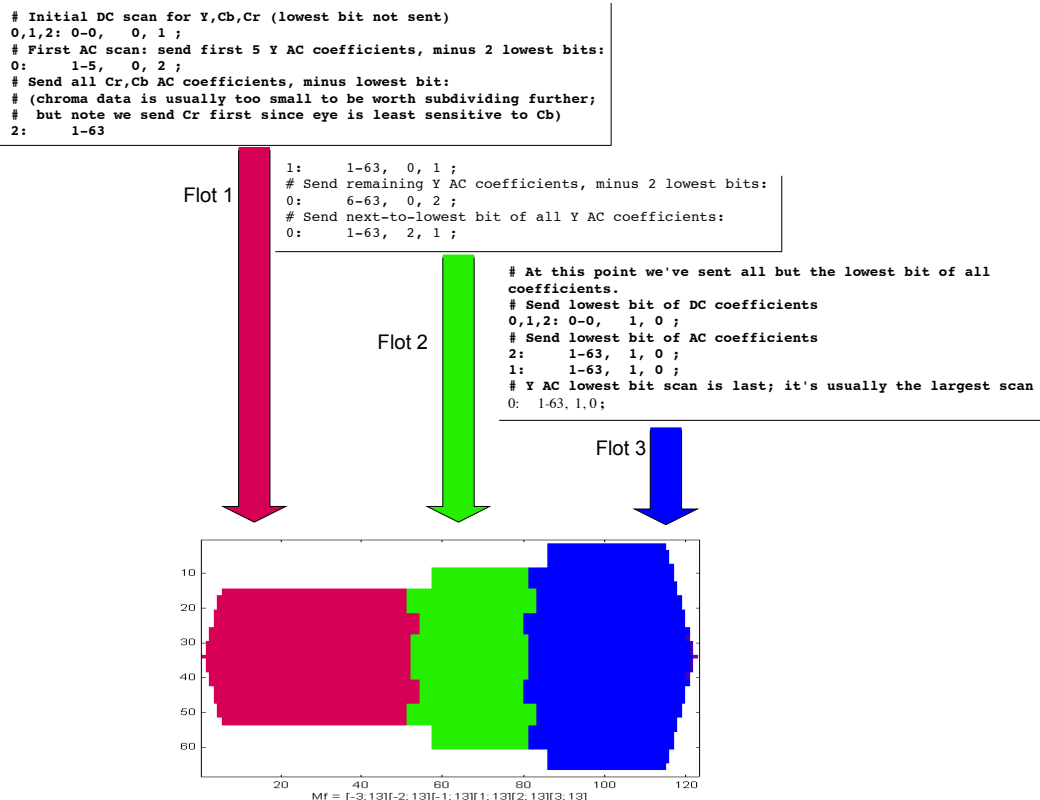 # Initial DC scan for Y,Cb,Cr (lowest bit not sent)
0,1,2: 0-0, 0, 1 ;
# First AC scan: send first 5 Y AC coefficients, minus 2 lowest bits:
0: 1-5, 0, 2 ;
# Send all Cr,Cb AC coefficients, minus lowest bit:
# (chroma data is usually too small to be worth subdividing further;
# but note we send Cr first since eye is least sensitive to Cb)
2: 1-63
Flot 1
1: 1-63, 0, 1 ;
# Send remaining Y AC coefficients, minus 2 lowest bits:
0: 6-63, 0, 2 ;
# Send next-to-lowest bit of all Y AC coefficients:
0: 1-63, 2, 1 ;
Flot 2
# At this point we've sent all but the lowest bit of all
coefficients.
# Send lowest bit of DC coefficients
0,1,2: 0-0, 1, 0 ;
# Send lowest bit of AC coefficients
2: 1-63, 1, 0 ;
1: 1-63, 1, 0 ;
# Y AC lowest bit scan is last; it's usually the largest scan
0: 1-63, 1, 0 ;
Flot 3
10
20
30
40
50
60
20 40 60 80 100 120
Mf = [-3; 13][-2; 13][-1; 13][1; 13][2; 13][3; 13]